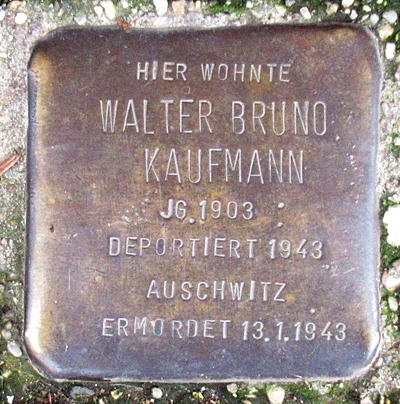 HIER WOHNTE
WALTER BRUNO
KAUFMANN
JG. 1903
DEPORTIERT 1943
AUSCHWITZ
ERMORDET 13.1.1943